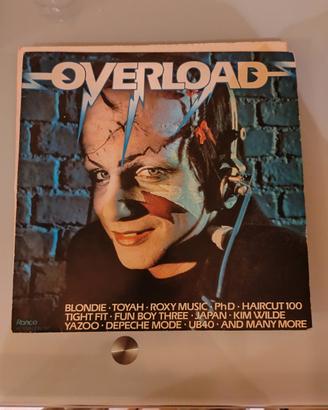 OVERLOAD
BLONDIE · TOYAH · ROXY MUSIC · PhD · HAIRCUT 100
TIGHT FIT · FUN BOY THREE · JAPAN · KIM WILDE
YAZOO · DEPECHE MODE · UB40 · AND MANY MORE
Ronco